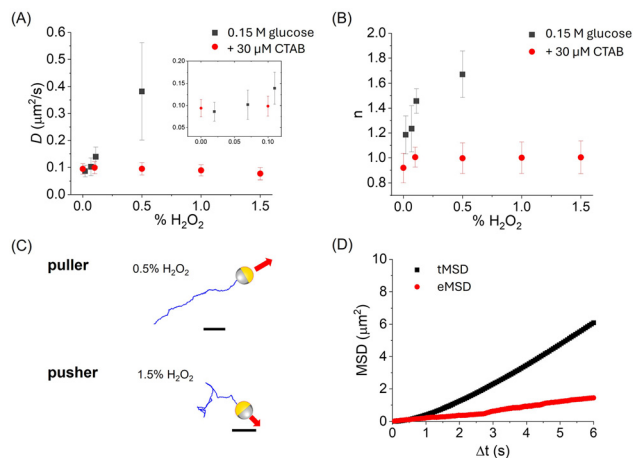 (A)
0.15 M glucose
+ 30 µM CTAB
D (µm²/s)
0.6
0.5
0.4
0.3
0.2
0.1
0.0
0.20
0.15
0.10
0.05
0.00 0.05 0.10
0.0 0.5 1.0 1.5
% H₂O₂
(B)
0.15 M glucose
+ 30 µM CTAB
n
2.0
1.8
1.6
1.4
1.2
1.0
0.8
0.0 0.5 1.0 1.5
% H₂O₂
(C)
puller
0.5% H₂O₂
pusher
1.5% H₂O₂
(D)
tMSD
eMSD
MSD (µm²)
10
8
6
4
2
0
0 1 2 3 4 5 6
Δt (s)